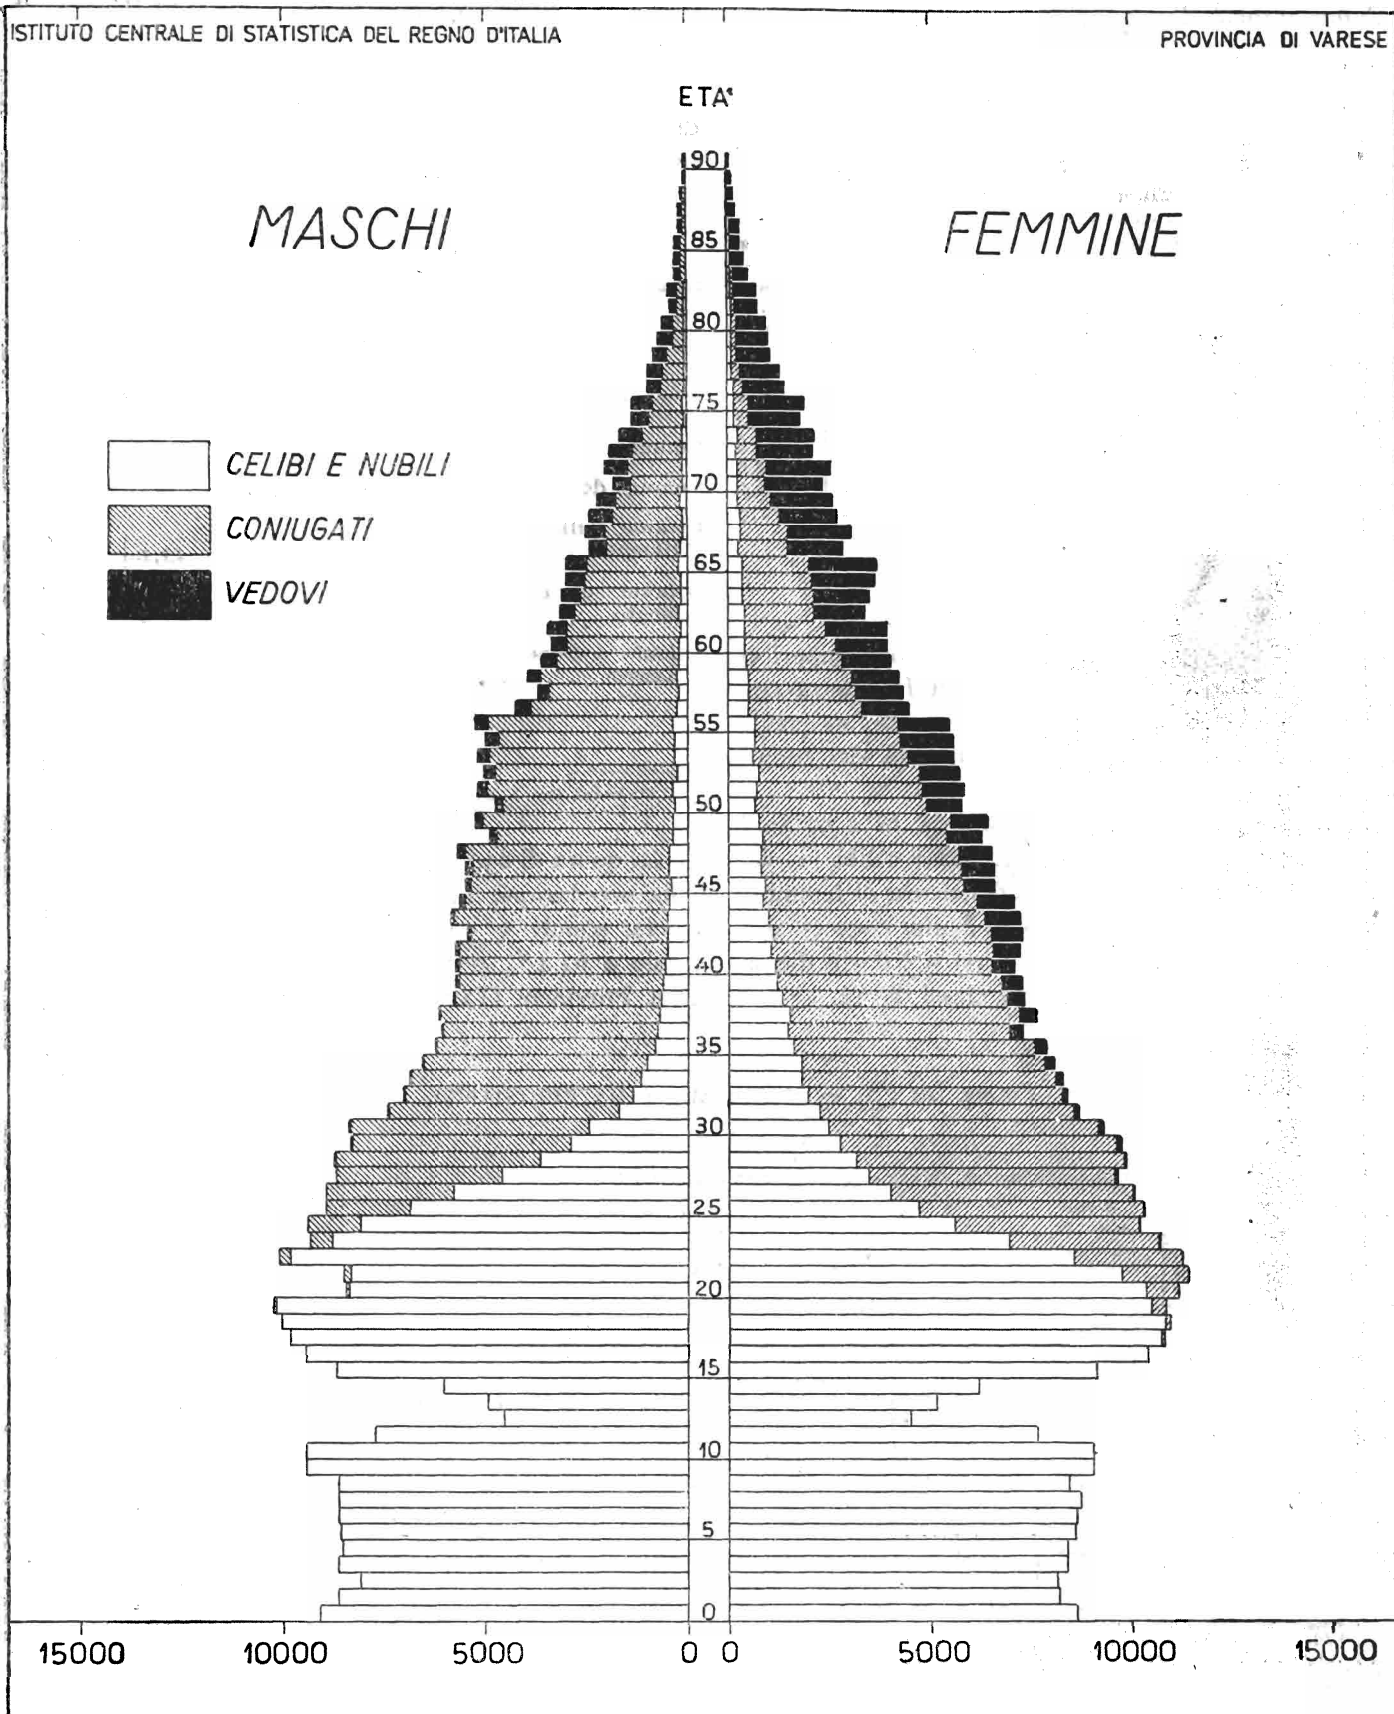 ISTITUTO CENTRALE DI STATISTICA DEL REGNO D'ITALIA
PROVINCIA DI VARESE
ETA'
MASCHI
FEMMINE
90
85
80
75
70
65
60
55
50
45
40
35
30
25
20
15
10
5
0
CELIBI E NUBILI
CONIUGATI
VEDOVI
15000 10000 5000 0 0 5000 10000 15000